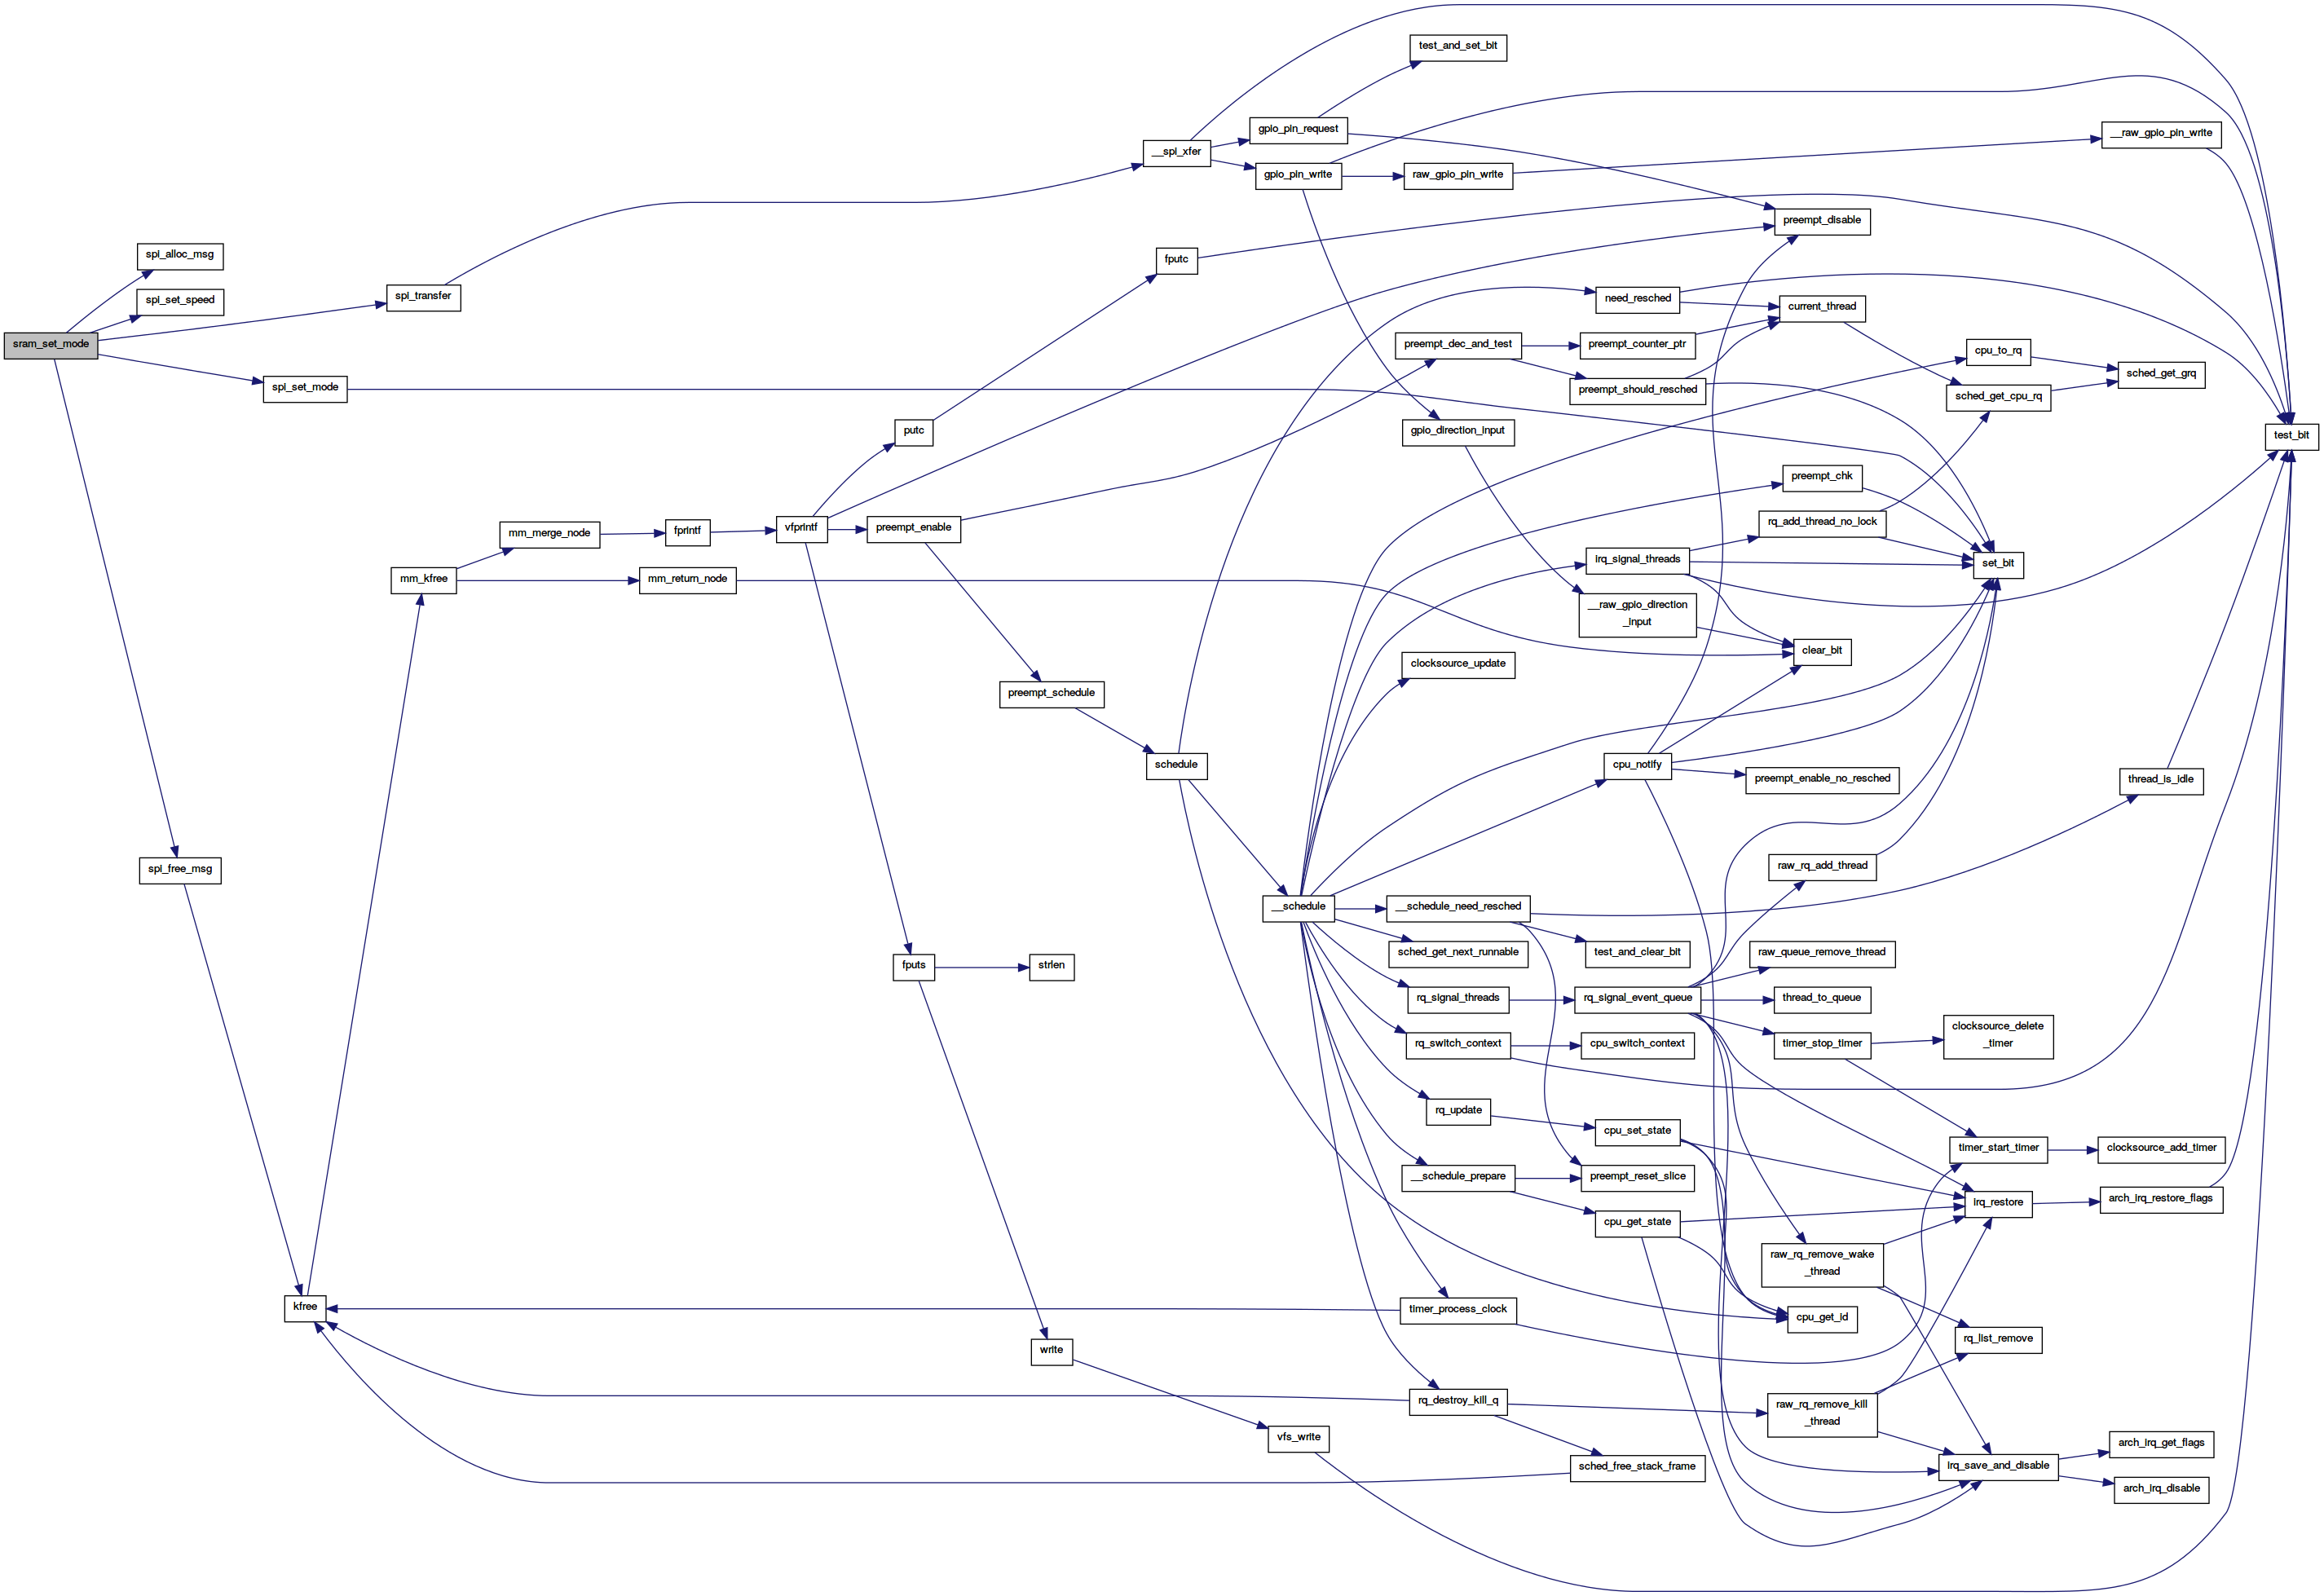 sram_set_mode
spi_alloc_msg
spi_set_speed
spi_transfer
spi_set_mode
spi_free_msg
kfree
mm_kfree
mm_merge_node
mm_return_node
fprintf
vfprintf
putc
preempt_enable
fputs
strlen
write
preempt_schedule
__spi_xfer
fputc
schedule
__schedule
vfs_write
gpio_pin_request
gpio_pin_write
test_and_set_bit
raw_gpio_pin_write
__raw_gpio_pin_write
preempt_disable
need_resched
current_thread
preempt_dec_and_test
preempt_counter_ptr
preempt_should_resched
cpu_to_rq
sched_get_grq
sched_get_cpu_rq
gpio_direction_input
test_bit
preempt_chk
rq_add_thread_no_lock
irq_signal_threads
set_bit
__raw_gpio_direction
_input
clear_bit
clocksource_update
cpu_notify
preempt_enable_no_resched
thread_is_idle
raw_rq_add_thread
__schedule_need_resched
sched_get_next_runnable
test_and_clear_bit
raw_queue_remove_thread
rq_signal_threads
rq_signal_event_queue
thread_to_queue
rq_switch_context
cpu_switch_context
timer_stop_timer
clocksource_delete
_timer
rq_update
cpu_set_state
timer_start_timer
clocksource_add_timer
__schedule_prepare
preempt_reset_slice
cpu_get_state
irq_restore
arch_irq_restore_flags
raw_rq_remove_wake
_thread
timer_process_clock
cpu_get_id
rq_list_remove
rq_destroy_kill_q
raw_rq_remove_kill
_thread
sched_free_stack_frame
irq_save_and_disable
arch_irq_get_flags
arch_irq_disable